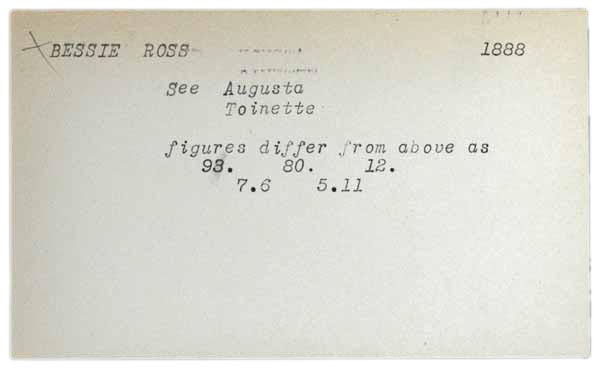 BESSIE ROSS 1888
See Augusta
Toinette
figures differ from above as
93. 80. 12.
7.6 5.11